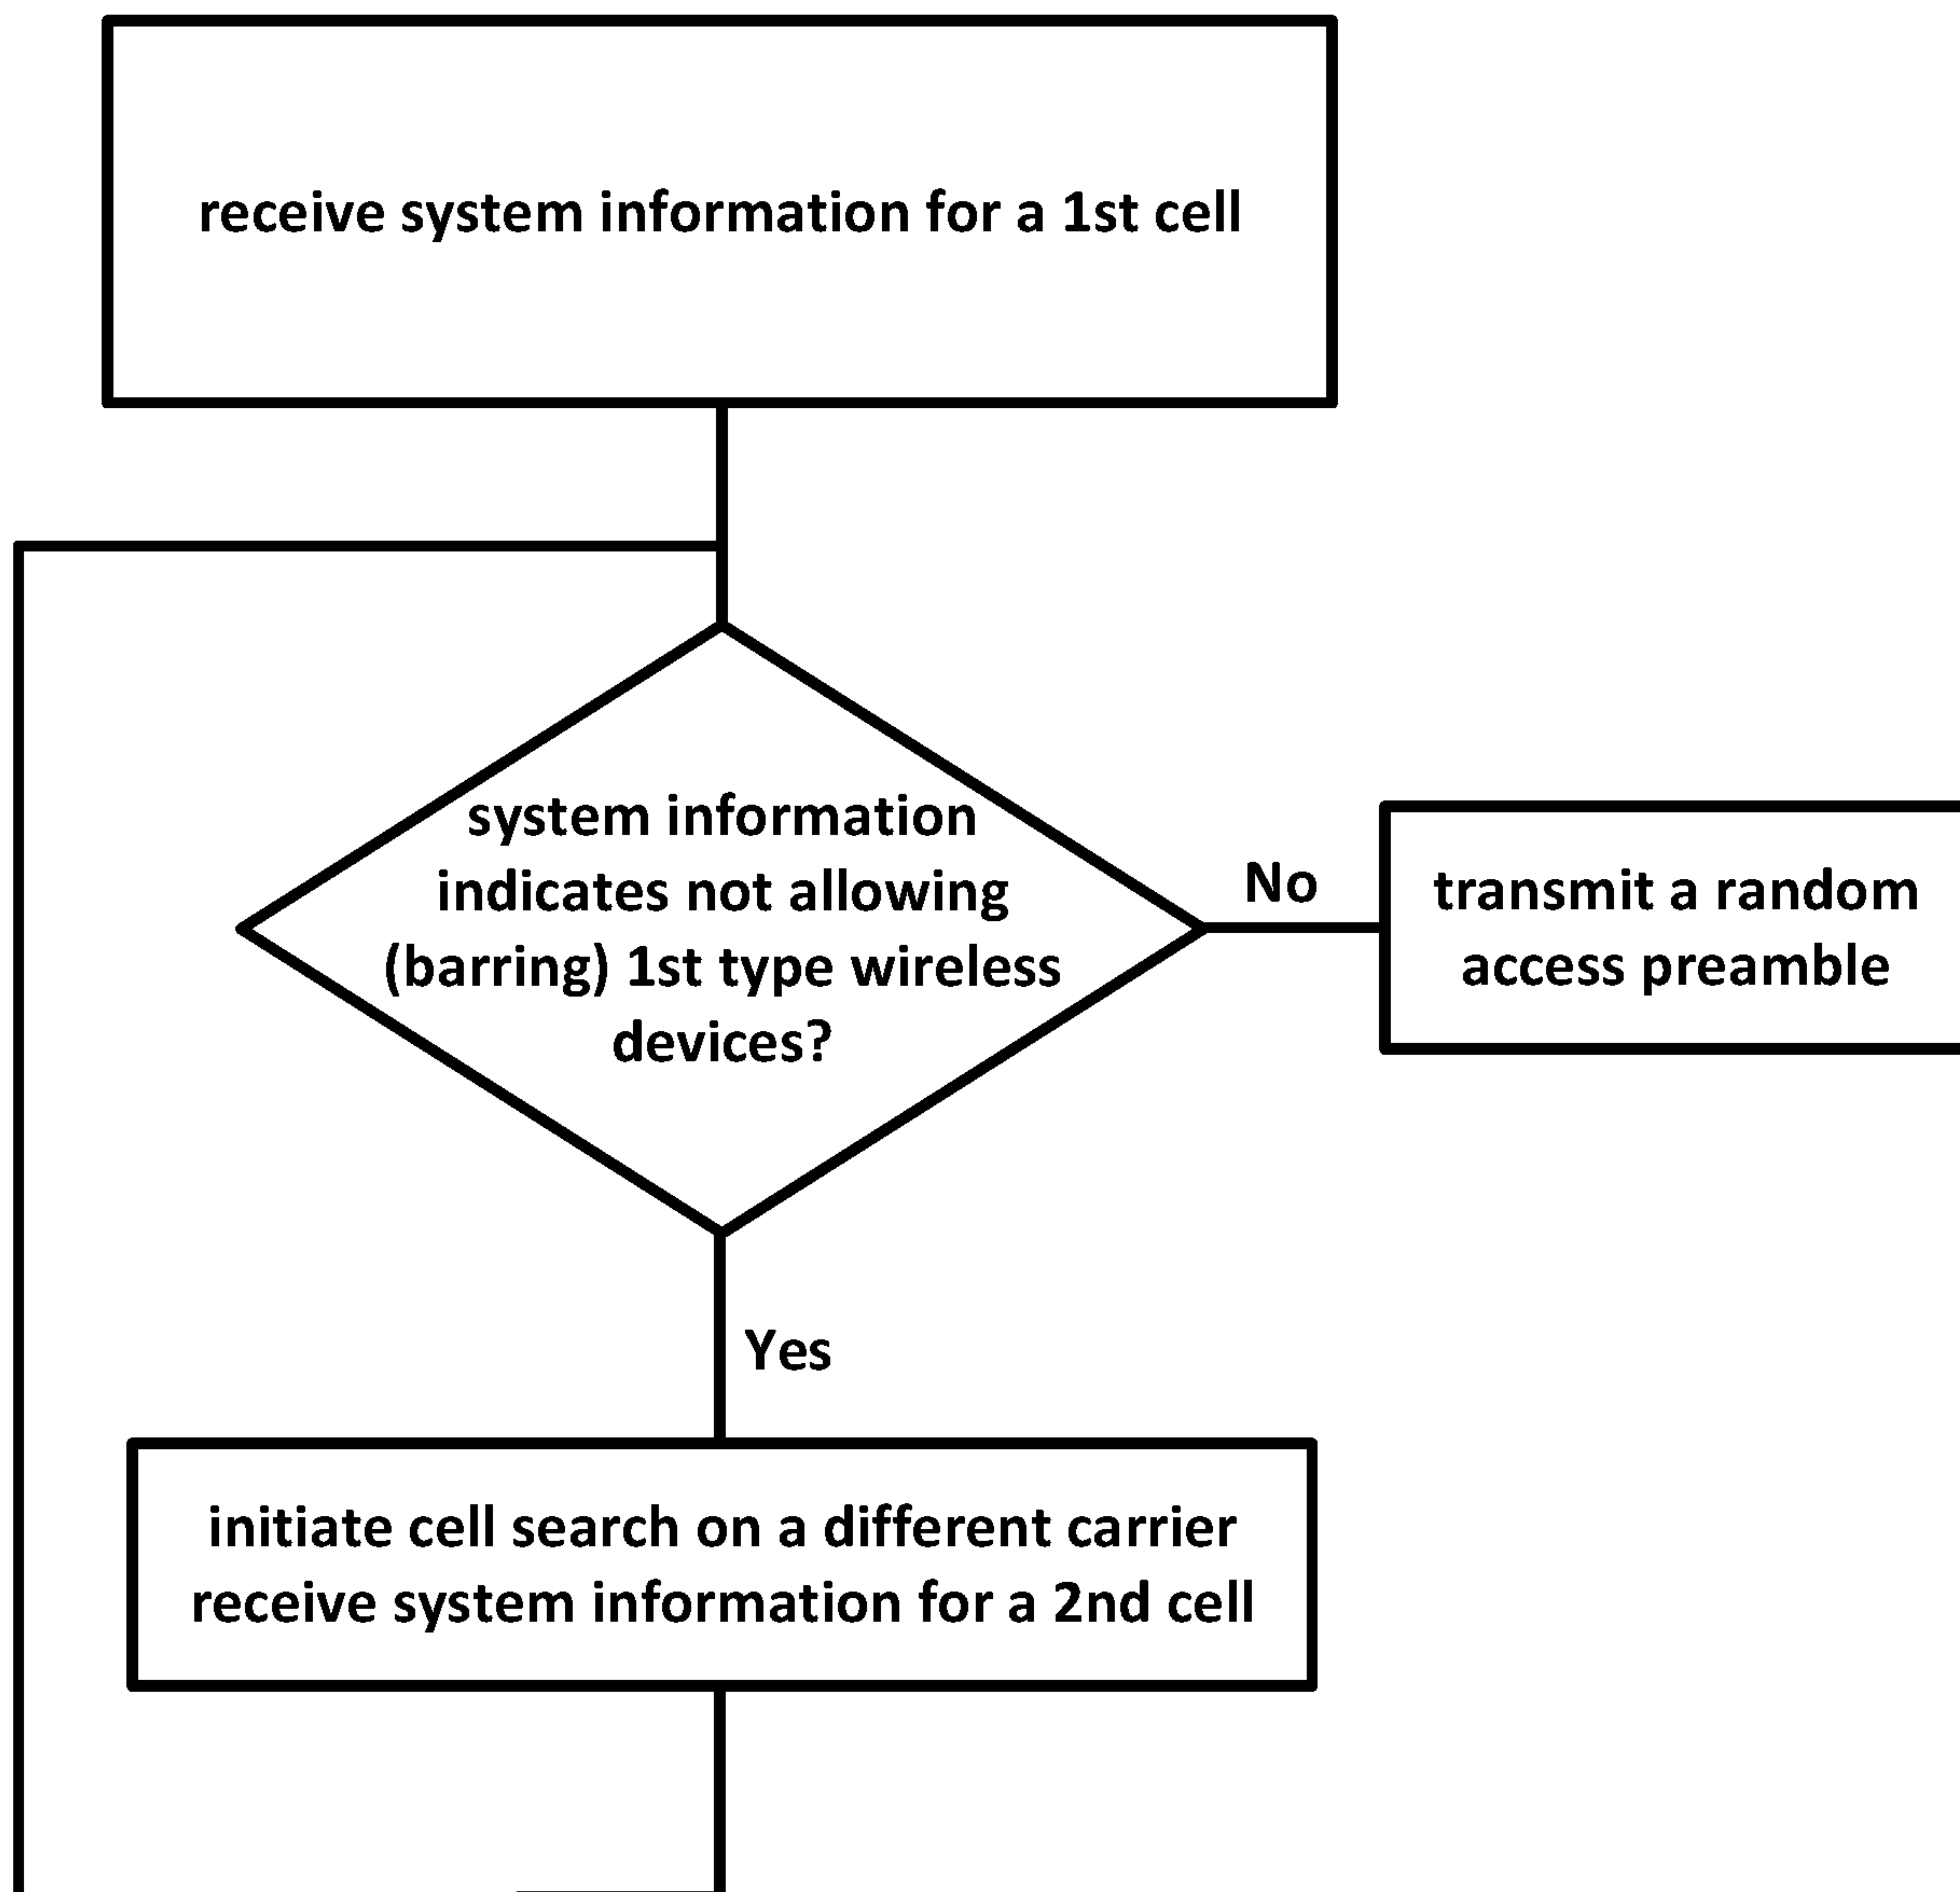 receive system information for a 1st cell
system information
indicates not allowing
(barring) 1st type wireless
devices?
No
transmit a random
access preamble
Yes
initiate cell search on a different carrier
receive system information for a 2nd cell